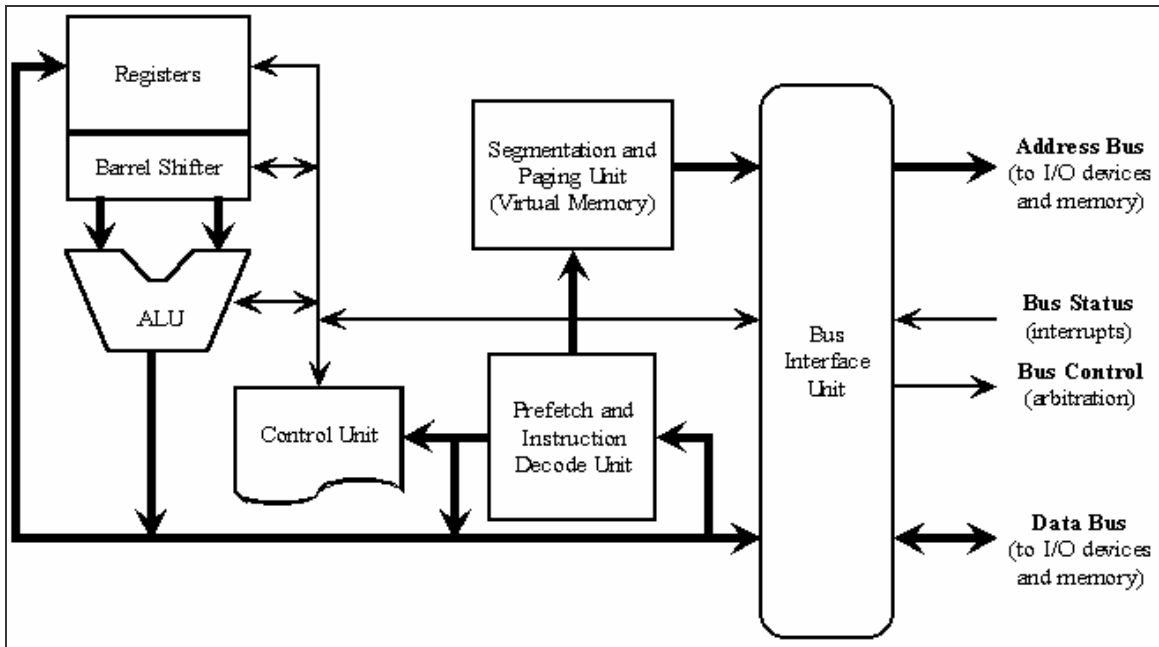 Registers
Barrel Shifter
ALU
Control Unit
Segmentation and
Paging Unit
(Virtual Memory)
Prefetch and
Instruction
Decode Unit
Bus
Interface
Unit
Address Bus
(to I/O devices
and memory)
Bus Status
(interrupts)
Bus Control
(arbitration)
Data Bus
(to I/O devices
and memory)